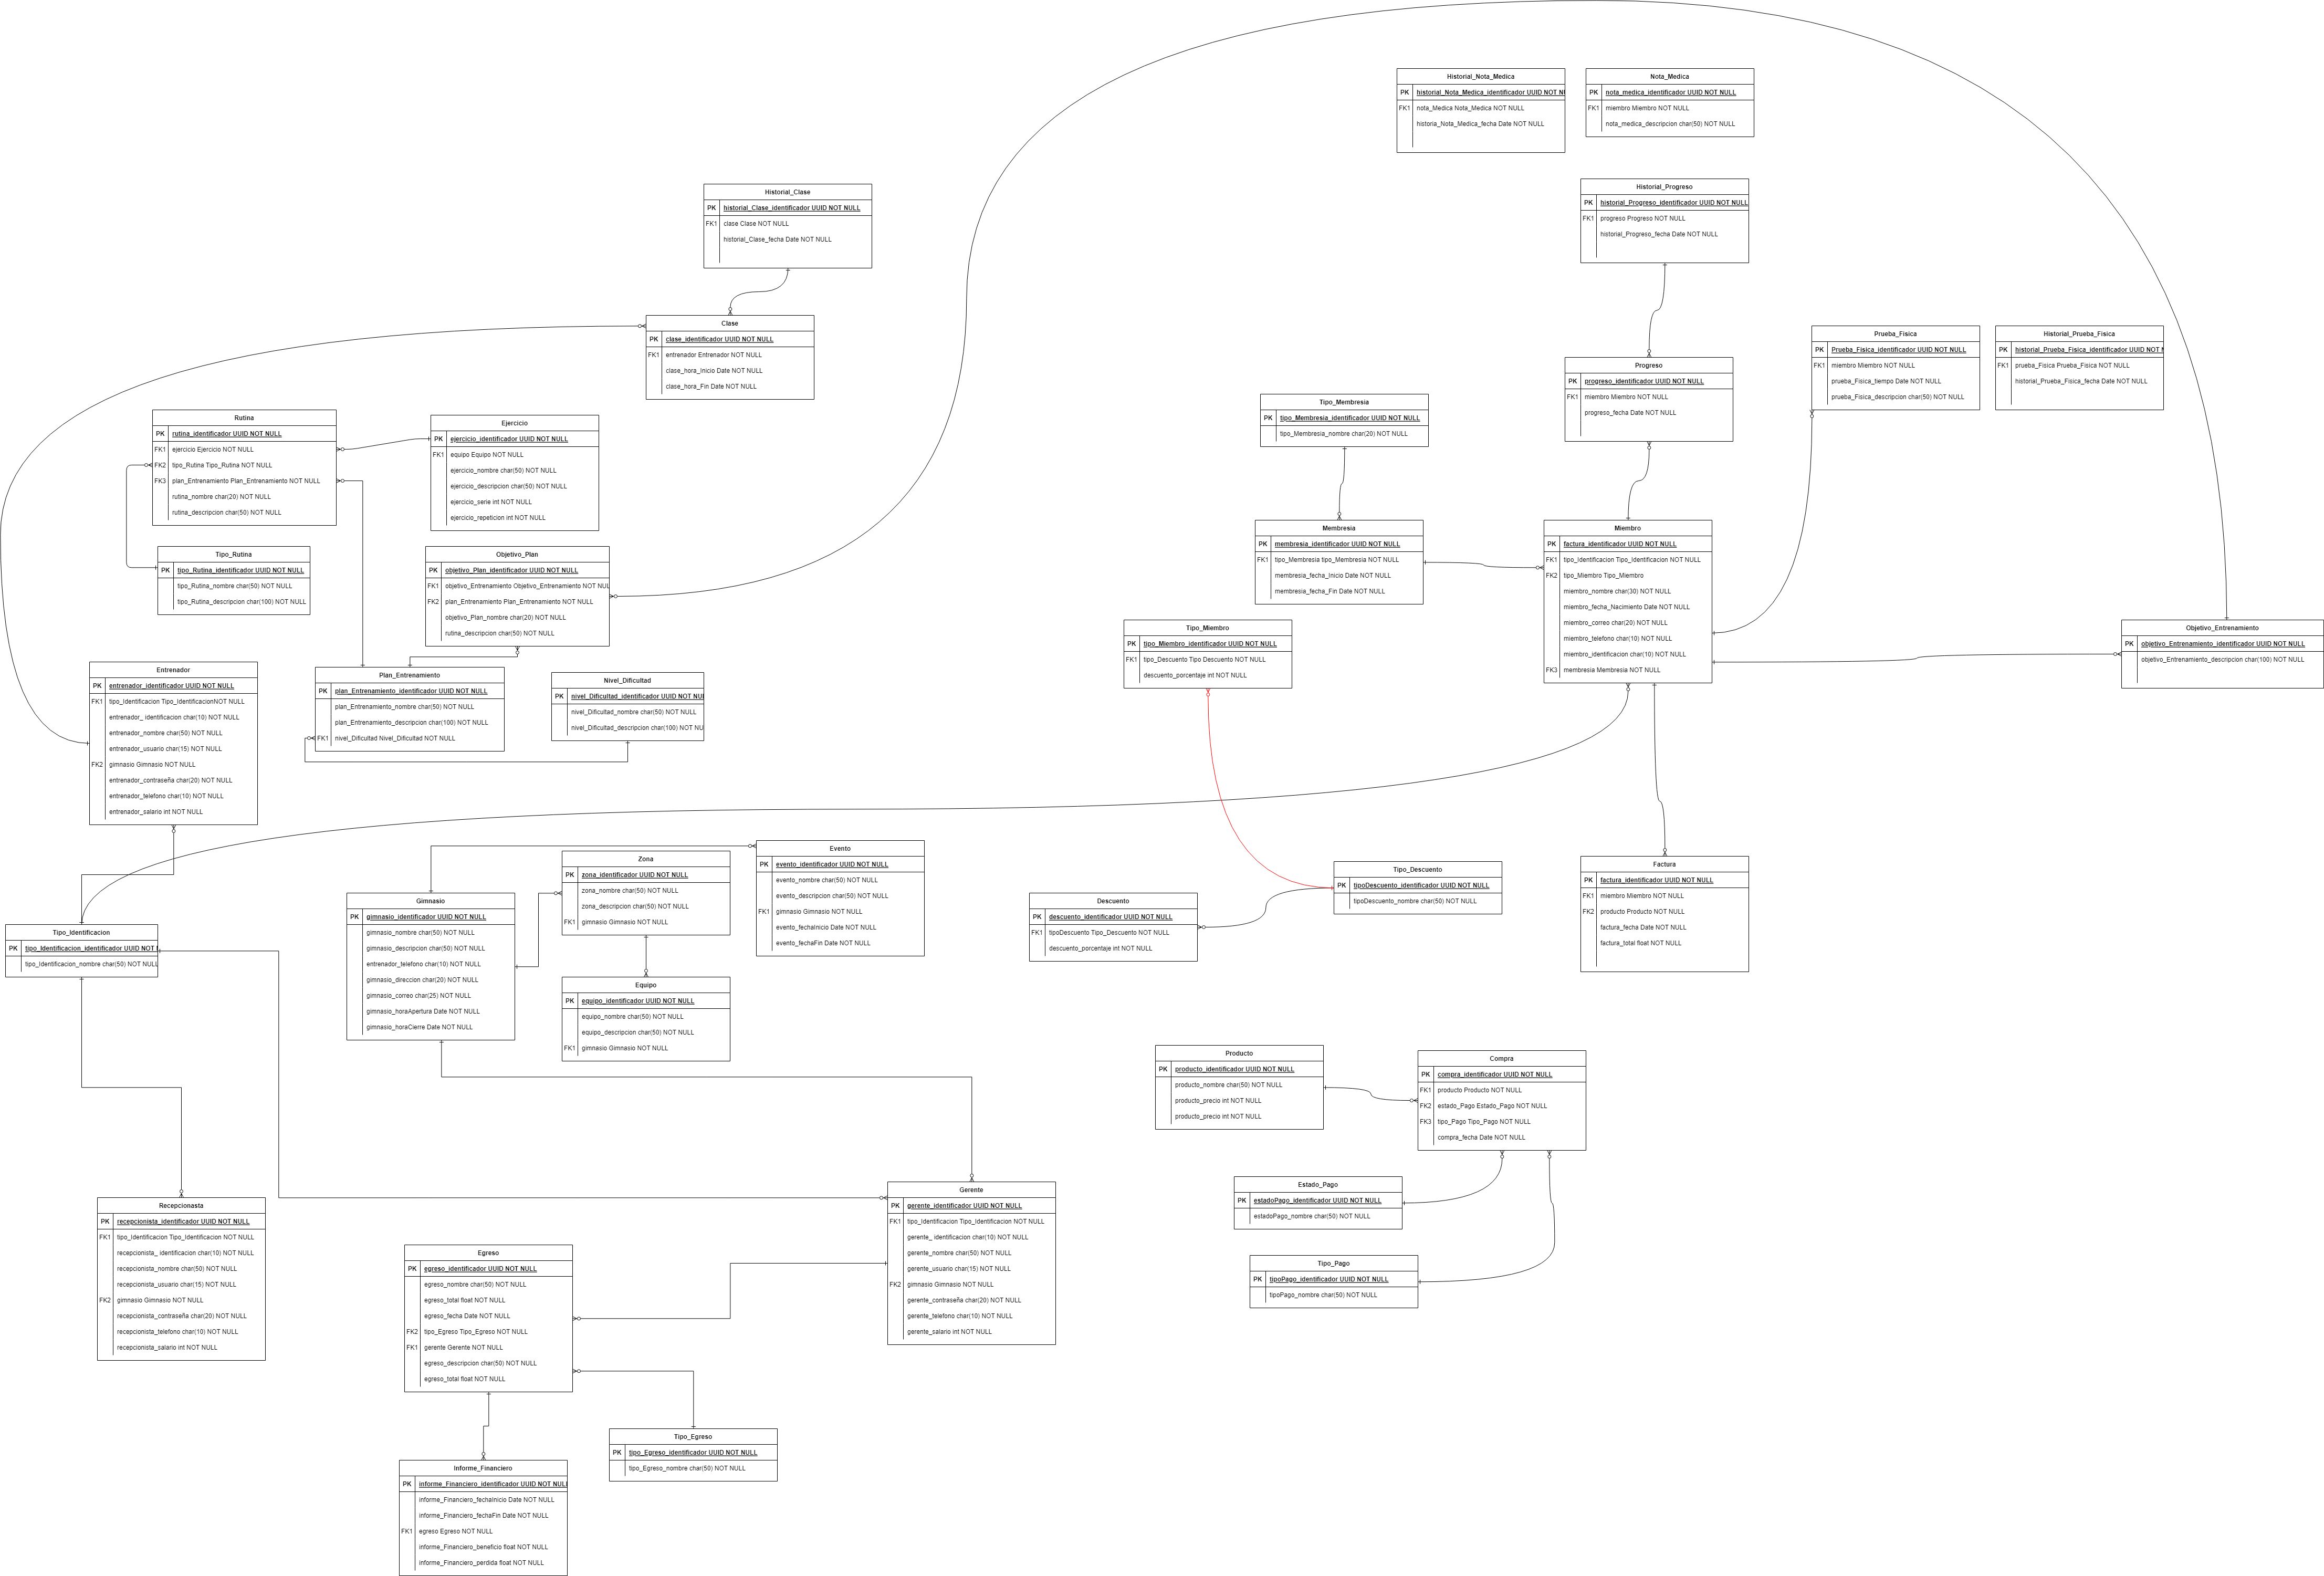 Historial_Nota_Medica
PK historial_Nota_Medica_identificador UUID NOT NU
FK1 nota_Medica Nota_Medica NOT NULL
historia_Nota_Medica_fecha Date NOT NULL
Nota_Medica
PK nota_medica_identificador UUID NOT NULL
FK1 miembro Miembro NOT NULL
nota_medica_descripcion char(50) NOT NULL
Historial_Clase
PK historial_Clase_identificador UUID NOT NULL
FK1 clase Clase NOT NULL
historial_Clase_fecha Date NOT NULL
Historial_Progreso
PK historial_Progreso_identificador UUID NOT NULL
FK1 progreso Progreso NOT NULL
historial_Progreso_fecha Date NOT NULL
Clase
PK clase_identificador UUID NOT NULL
FK1 entrenador Entrenador NOT NULL
clase_hora_Inicio Date NOT NULL
clase_hora_Fin Date NOT NULL
Prueba_Fisica
PK Prueba_Fisica_identificador UUID NOT NULL
FK1 miembro Miembro NOT NULL
prueba_Fisica_tiempo Date NOT NULL
prueba_Fisica_descripcion char(50) NOT NULL
Historial_Prueba_Fisica
PK historial_Prueba_Fisica_identificador UUID NOT N
FK1 prueba_Fisica Prueba_Fisica NOT NULL
historial_Prueba_Fisica_fecha Date NOT NULL
Progreso
PK progreso_identificador UUID NOT NULL
FK1 miembro Miembro NOT NULL
progreso_fecha Date NOT NULL
Tipo_Membresia
PK tipo_Membresia_identificador UUID NOT NULL
tipo_Membresia_nombre char(20) NOT NULL
Rutina
PK rutina_identificador UUID NOT NULL
FK1 ejercicio Ejercicio NOT NULL
FK2 tipo_Rutina Tipo_Rutina NOT NULL
FK3 plan_Entrenamiento Plan_Entrenamiento NOT NULL
rutina_nombre char(20) NOT NULL
rutina_descripcion char(50) NOT NULL
Ejercicio
PK ejercicio_identificador UUID NOT NULL
FK1 equipo Equipo NOT NULL
ejercicio_nombre char(50) NOT NULL
ejercicio_descripcion char(50) NOT NULL
ejercicio_serie int NOT NULL
ejercicio_repeticion int NOT NULL
Membresia
PK membresia_identificador UUID NOT NULL
FK1 tipo_Membresia tipo_Membresia NOT NULL
membresia_fecha_Inicio Date NOT NULL
membresia_fecha_Fin Date NOT NULL
Miembro
PK factura_identificador UUID NOT NULL
FK1 tipo_Identificacion Tipo_Identificacion NOT NULL
FK2 tipo_Miembro Tipo_Miembro
miembro_nombre char(30) NOT NULL
miembro_fecha_Nacimiento Date NOT NULL
miembro_correo char(20) NOT NULL
miembro_telefono char(10) NOT NULL
miembro_identificacion char(10) NOT NULL
FK3 membresia Membresia NOT NULL
Tipo_Rutina
PK tipo_Rutina_identificador UUID NOT NULL
tipo_Rutina_nombre char(50) NOT NULL
tipo_Rutina_descripcion char(100) NOT NULL
Objetivo_Plan
PK objetivo_Plan_identificador UUID NOT NULL
FK1 objetivo_Entrenamiento Objetivo_Entrenamiento NOT NUL
FK2 plan_Entrenamiento Plan_Entrenamiento NOT NULL
objetivo_Plan_nombre char(20) NOT NULL
rutina_descripcion char(50) NOT NULL
Tipo_Miembro
PK tipo_Miembro_identificador UUID NOT NULL
FK1 tipo_Descuento Tipo Descuento NOT NULL
descuento_porcentaje int NOT NULL
Objetivo_Entrenamiento
PK objetivo_Entrenamiento_identificador UUID NOT NULL
objetivo_Entrenamiento_descripcion char(100) NOT NULL
Entrenador
PK entrenador_identificador UUID NOT NULL
FK1 tipo_Identificacion Tipo_IdentificacionNOT NULL
entrenador_ identificacion char(10) NOT NULL
entrenador_nombre char(50) NOT NULL
entrenador_usuario char(15) NOT NULL
FK2 gimnasio Gimnasio NOT NULL
entrenador_contraseña char(20) NOT NULL
entrenador_telefono char(10) NOT NULL
entrenador_salario int NOT NULL
Plan_Entrenamiento
PK plan_Entrenamiento_identificador UUID NOT NULL
plan_Entrenamiento_nombre char(50) NOT NULL
plan_Entrenamiento_descripcion char(100) NOT NULL
FK1 nivel_Dificultad Nivel_Dificultad NOT NULL
Nivel_Dificultad
PK nivel_Dificultad_identificador UUID NOT NUL
nivel_Dificultad_nombre char(50) NOT NULL
nivel_Dificultad_descripcion char(100) NOT NU
Evento
PK evento_identificador UUID NOT NULL
evento_nombre char(50) NOT NULL
evento_descripcion char(50) NOT NULL
FK1 gimnasio Gimnasio NOT NULL
evento_fechaInicio Date NOT NULL
evento_fechaFin Date NOT NULL
Zona
PK zona_identificador UUID NOT NULL
zona_nombre char(50) NOT NULL
zona_descripcion char(50) NOT NULL
FK1 gimnasio Gimnasio NOT NULL
Gimnasio
PK gimnasio_identificador UUID NOT NULL
gimnasio_nombre char(50) NOT NULL
gimnasio_descripcion char(50) NOT NULL
entrenador_telefono char(10) NOT NULL
gimnasio_direccion char(20) NOT NULL
gimnasio_correo char(25) NOT NULL
gimnasio_horaApertura Date NOT NULL
gimnasio_horaCierre Date NOT NULL
Equipo
PK equipo_identificador UUID NOT NULL
equipo_nombre char(50) NOT NULL
equipo_descripcion char(50) NOT NULL
FK1 gimnasio Gimnasio NOT NULL
Tipo_Descuento
PK tipoDescuento_identificador UUID NOT NULL
tipoDescuento_nombre char(50) NOT NULL
Descuento
PK descuento_identificador UUID NOT NULL
FK1 tipoDescuento Tipo_Descuento NOT NULL
descuento_porcentaje int NOT NULL
Factura
PK factura_identificador UUID NOT NULL
FK1 miembro Miembro NOT NULL
FK2 producto Producto NOT NULL
factura_fecha Date NOT NULL
factura_total float NOT NULL
Tipo_Identificacion
PK tipo_Identificacion_identificador UUID NOT N
tipo_Identificacion_nombre char(50) NOT NULL
Producto
PK producto_identificador UUID NOT NULL
producto_nombre char(50) NOT NULL
producto_precio int NOT NULL
producto_precio int NOT NULL
Compra
PK compra_identificador UUID NOT NULL
FK1 producto Producto NOT NULL
FK2 estado_Pago Estado_Pago NOT NULL
FK3 tipo_Pago Tipo_Pago NOT NULL
compra_fecha Date NOT NULL
Estado_Pago
PK estadoPago_identificador UUID NOT NULL
estadoPago_nombre char(50) NOT NULL
Tipo_Pago
PK tipoPago_identificador UUID NOT NULL
tipoPago_nombre char(50) NOT NULL
Recepcionasta
PK recepcionista_identificador UUID NOT NULL
FK1 tipo_Identificacion Tipo_Identificacion NOT NULL
recepcionista_ identificacion char(10) NOT NULL
recepcionista_nombre char(50) NOT NULL
recepcionista_usuario char(15) NOT NULL
FK2 gimnasio Gimnasio NOT NULL
recepcionista_contraseña char(20) NOT NULL
recepcionista_telefono char(10) NOT NULL
recepcionista_salario int NOT NULL
Gerente
PK gerente_identificador UUID NOT NULL
FK1 tipo_Identificacion Tipo_Identificacion NOT NULL
gerente_ identificacion char(10) NOT NULL
gerente_nombre char(50) NOT NULL
gerente_usuario char(15) NOT NULL
FK2 gimnasio Gimnasio NOT NULL
gerente_contraseña char(20) NOT NULL
gerente_telefono char(10) NOT NULL
gerente_salario int NOT NULL
Egreso
PK egreso_identificador UUID NOT NULL
egreso_nombre char(50) NOT NULL
egreso_total float NOT NULL
egreso_fecha Date NOT NULL
FK2 tipo_Egreso Tipo_Egreso NOT NULL
FK1 gerente Gerente NOT NULL
egreso_descripcion char(50) NOT NULL
egreso_total float NOT NULL
Tipo_Egreso
PK tipo_Egreso_identificador UUID NOT NULL
tipo_Egreso_nombre char(50) NOT NULL
Informe_Financiero
PK informe_Financiero_identificador UUID NOT NULL
informe_Financiero_fechaInicio Date NOT NULL
informe_Financiero_fechaFin Date NOT NULL
FK1 egreso Egreso NOT NULL
informe_Financiero_beneficio float NOT NULL
informe_Financiero_perdida float NOT NULL